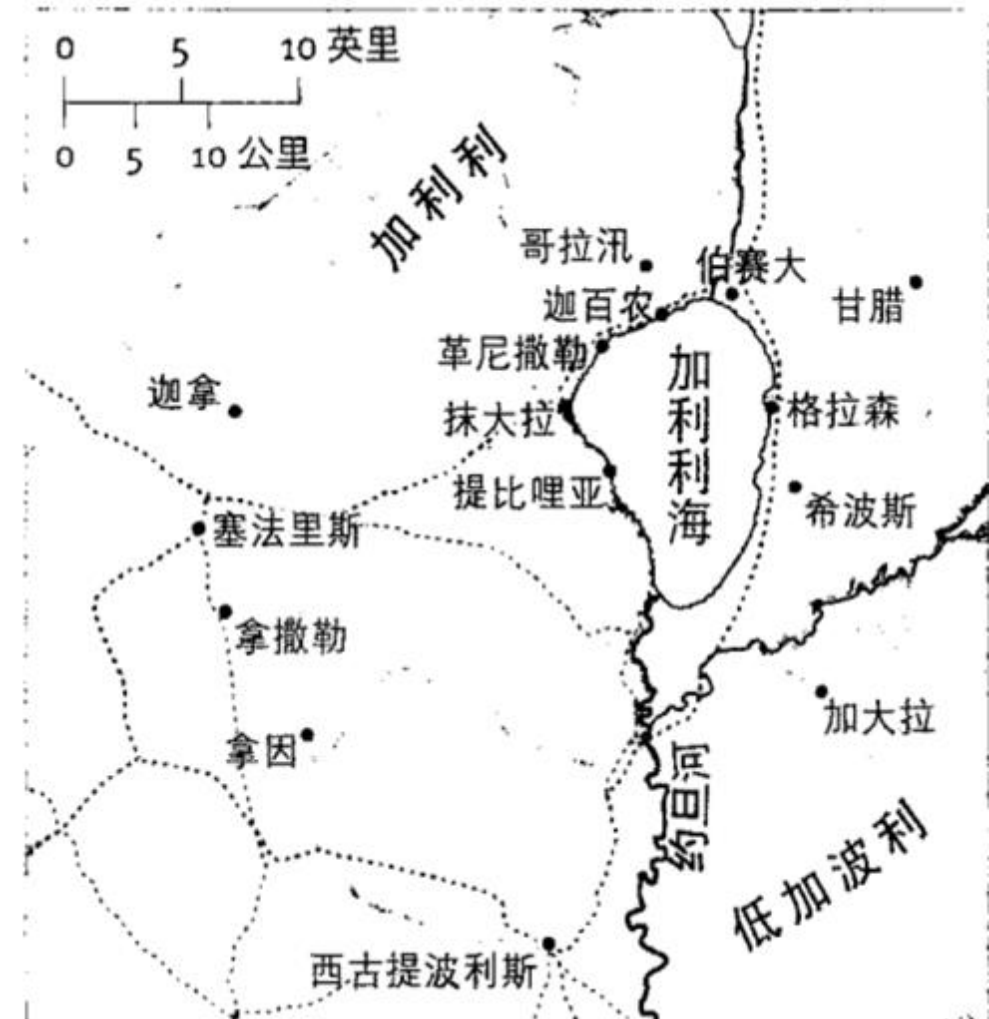 0 5 10 英里
0 5 10 公里
加利利
哥拉汛
伯赛大
甘腊
迦百农
革尼撒勒
加利利海
迦拿
抹大拉
格拉森
提比哩亚
希波斯
塞法里斯
拿撒勒
加大拉
拿因
约旦河
低加波利
西古提波利斯